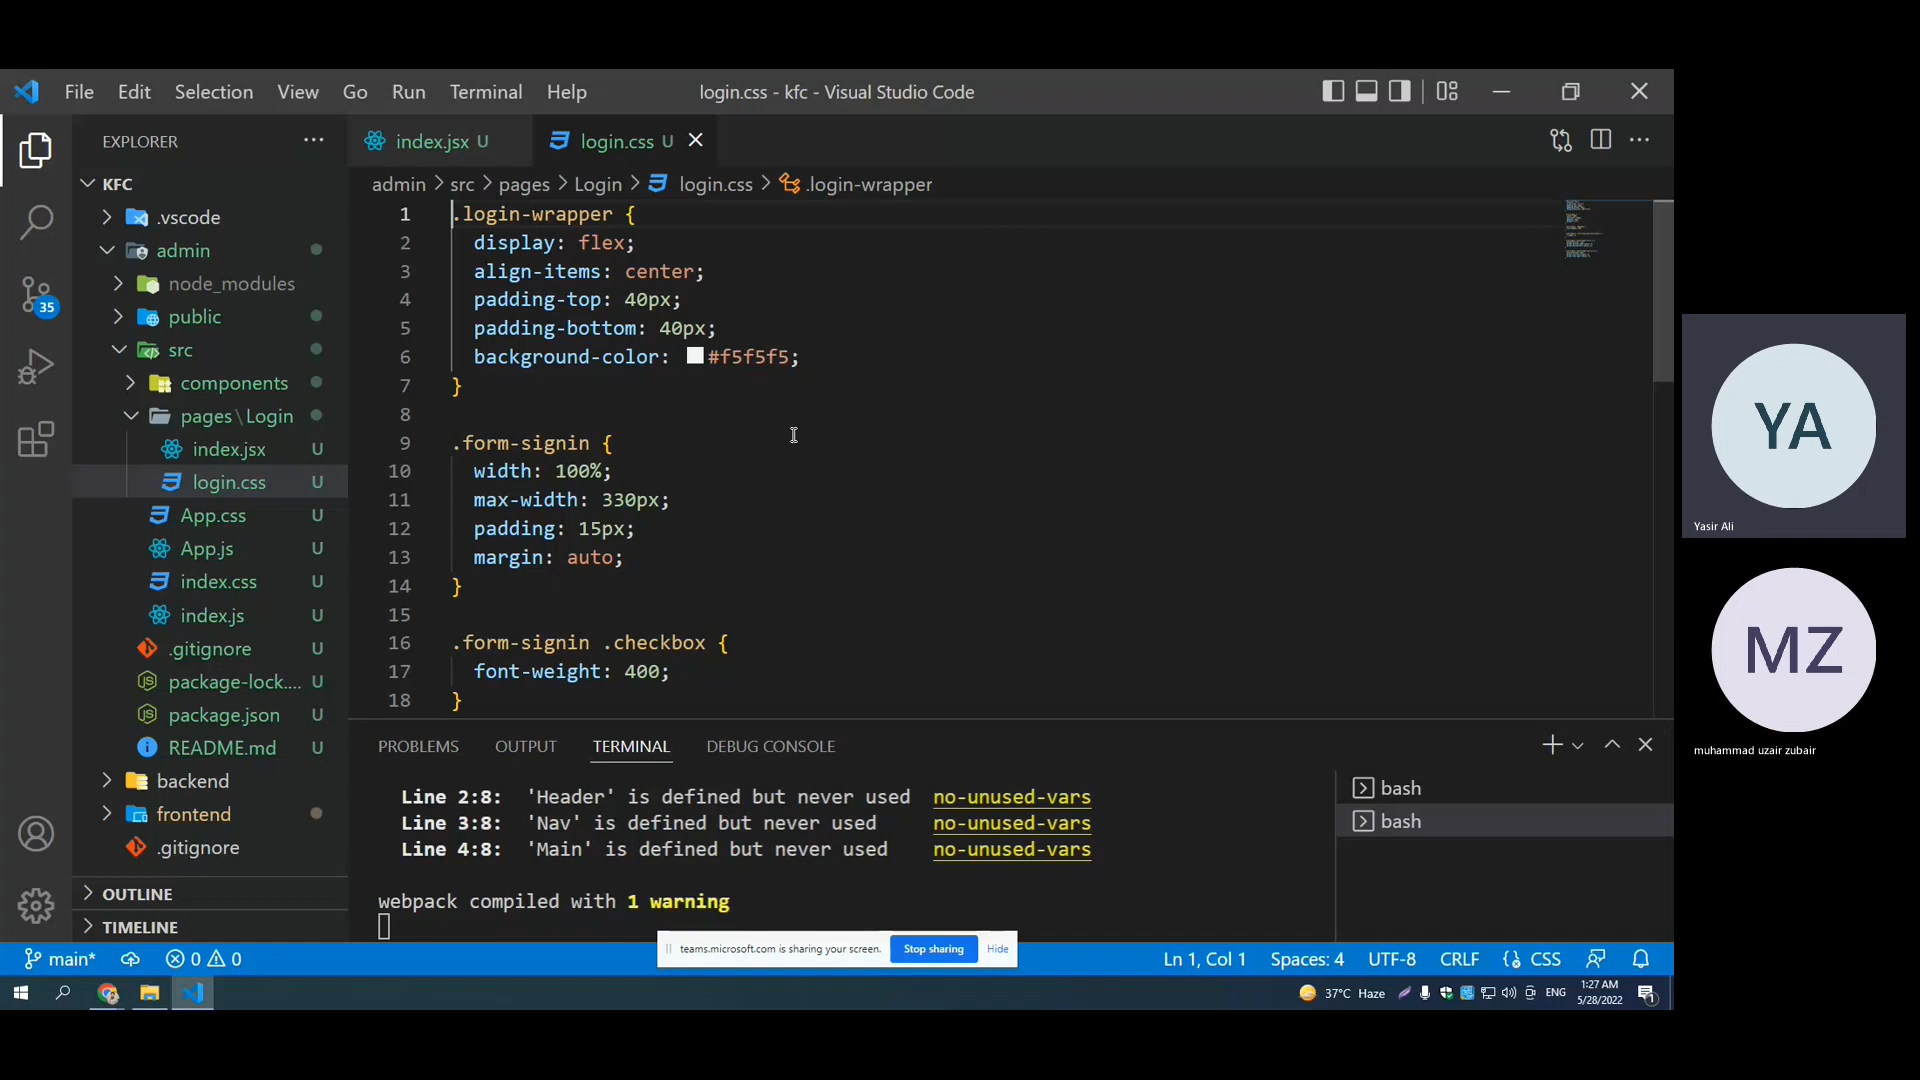 File Edit Selection View Go Run Terminal Help
login.css - kfc - Visual Studio Code
EXPLORER
KFC
.vscode
admin
node_modules
public
src
components
pages\Login
index.jsx U
login.css U
App.css U
App.js U
index.css U
index.js U
.gitignore U
package-lock.... U
package.json U
README.md U
backend
frontend
.gitignore
OUTLINE
TIMELINE
35
index.jsx U
login.css U
admin > src > pages > Login > login.css > .login-wrapper
1 .login-wrapper {
2 display: flex;
3 align-items: center;
4 padding-top: 40px;
5 padding-bottom: 40px;
6 background-color: #f5f5f5;
7 }
8
9 .form-signin {
10 width: 100%;
11 max-width: 330px;
12 padding: 15px;
13 margin: auto;
14 }
15
16 .form-signin .checkbox {
17 font-weight: 400;
18 }
PROBLEMS OUTPUT TERMINAL DEBUG CONSOLE
Line 2:8: 'Header' is defined but never used no-unused-vars
Line 3:8: 'Nav' is defined but never used no-unused-vars
Line 4:8: 'Main' is defined but never used no-unused-vars
webpack compiled with 1 warning
bash
bash
teams.microsoft.com is sharing your screen. Stop sharing Hide
main* 0 0
Ln 1, Col 1 Spaces: 4 UTF-8 CRLF CSS
37°C Haze ENG
1:27 AM
5/28/2022
1
YA
Yasir Ali
MZ
muhammad uzair zubair